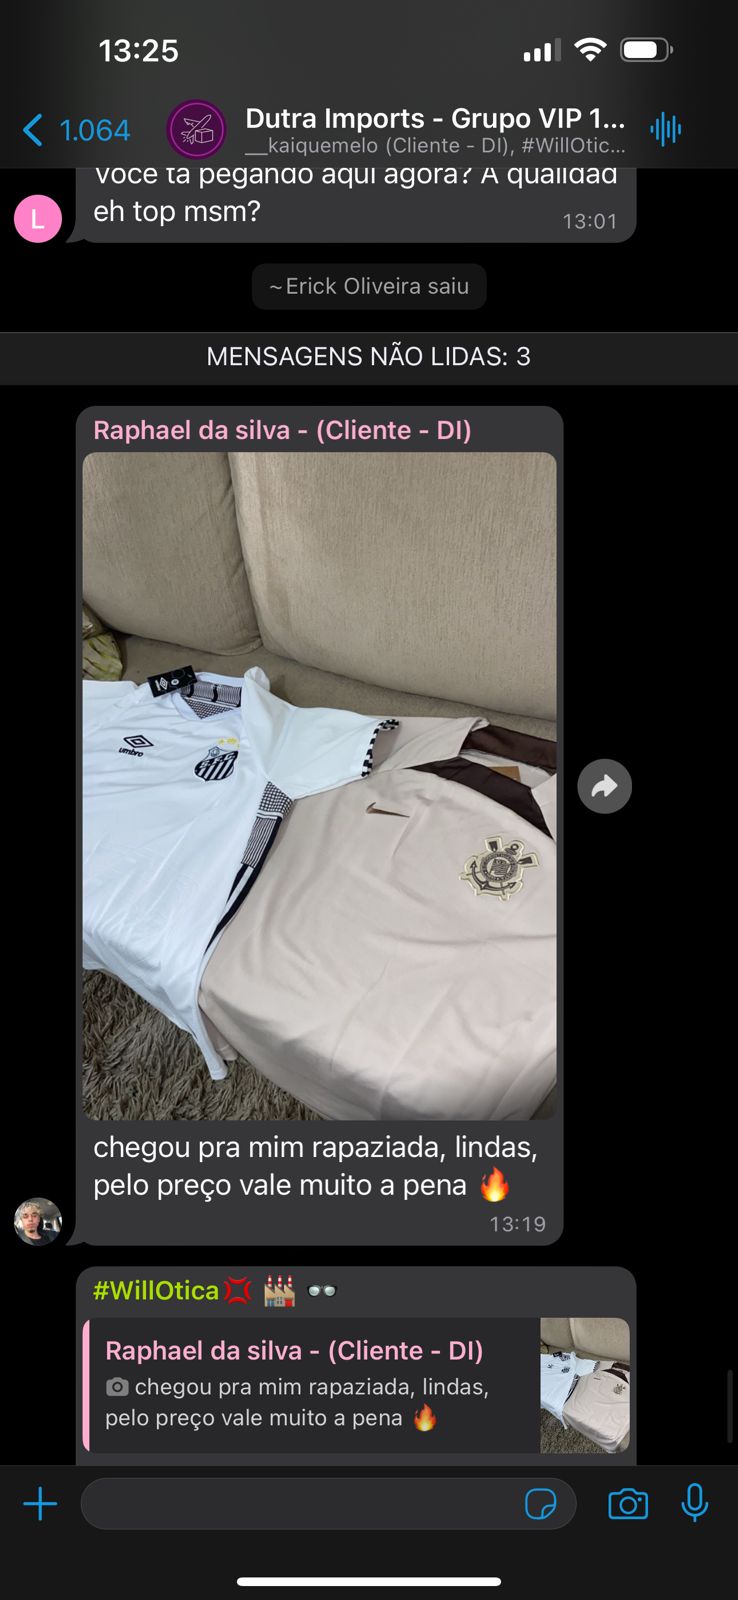 13:25
1.064
Dutra Imports - Grupo VIP 1...
__kaiquemelo (Cliente - DI), #WillOtic...
Você tá pegando aqui agora? A qualidad
eh top msm?
13:01
L
~Erick Oliveira saiu
MENSAGENS NÃO LIDAS: 3
Raphael da silva - (Cliente - DI)
umbro
chegou pra mim rapaziada, lindas,
pelo preço vale muito a pena 🔥
13:19
#WillOtica💢 🏭 👓
Raphael da silva - (Cliente - DI)
📷 chegou pra mim rapaziada, lindas,
pelo preço vale muito a pena 🔥